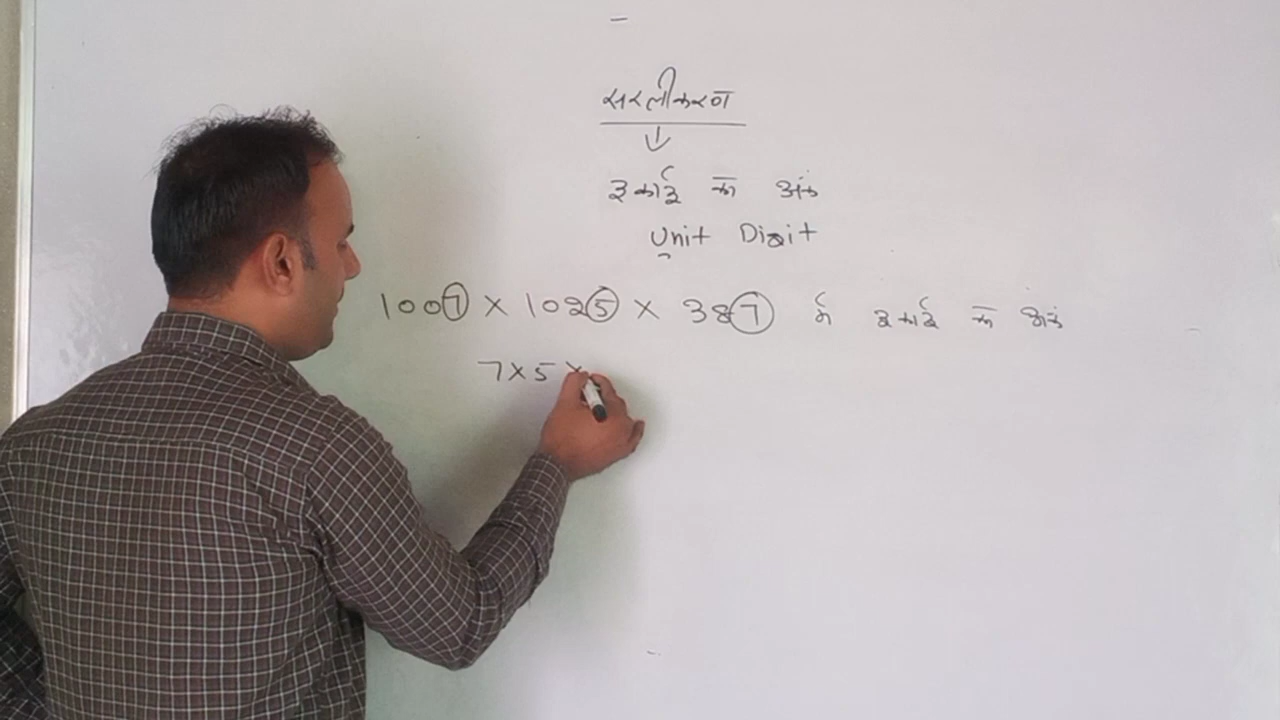 सरलीकरण
इकाई का अंक
Unit Digit
1007 × 1025 × 387 में इकाई का अंक
7 × 5 ×